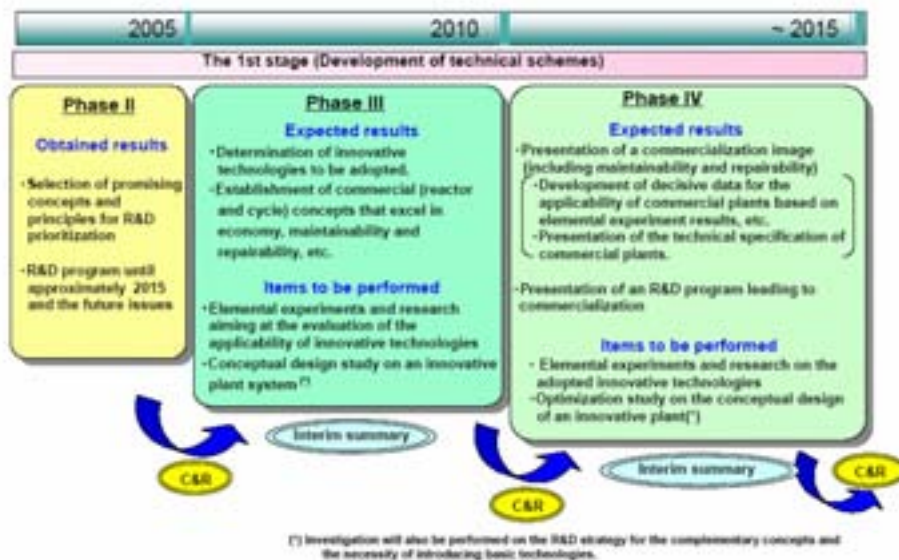 2005
2010
~ 2015
The 1st stage (Development of technical schemes)
Phase II
Obtained results
·Selection of promising
concepts and
principles for R&D
prioritization
·R&D program until
approximately 2015
and the future issues
Phase III
Expected results
·Determination of innovative
technologies to be adopted.
·Establishment of commercial (reactor
and cycle) concepts that excel in
economy, maintainability and
repairability, etc.
Items to be performed
·Elemental experiments and research
aiming at the evaluation of the
applicability of innovative technologies
·Conceptual design study on an innovative
plant system(*)
Phase IV
Expected results
·Presentation of a commercialization image
(including maintainability and repairability)
·Development of decisive data for the
applicability of commercial plants based on
elemental experiment results, etc.
·Presentation of the technical specification of
commercial plants.
·Presentation of an R&D program leading to
commercialization
Items to be performed
· Elemental experiments and research on the
adopted innovative technologies
·Optimization study on the conceptual design
of an innovative plant(*)
C&R
Interim summary
C&R
Interim summary
C&R
(*) Investigation will also be performed on the R&D strategy for the complementary concepts and
the necessity of introducing basic technologies.